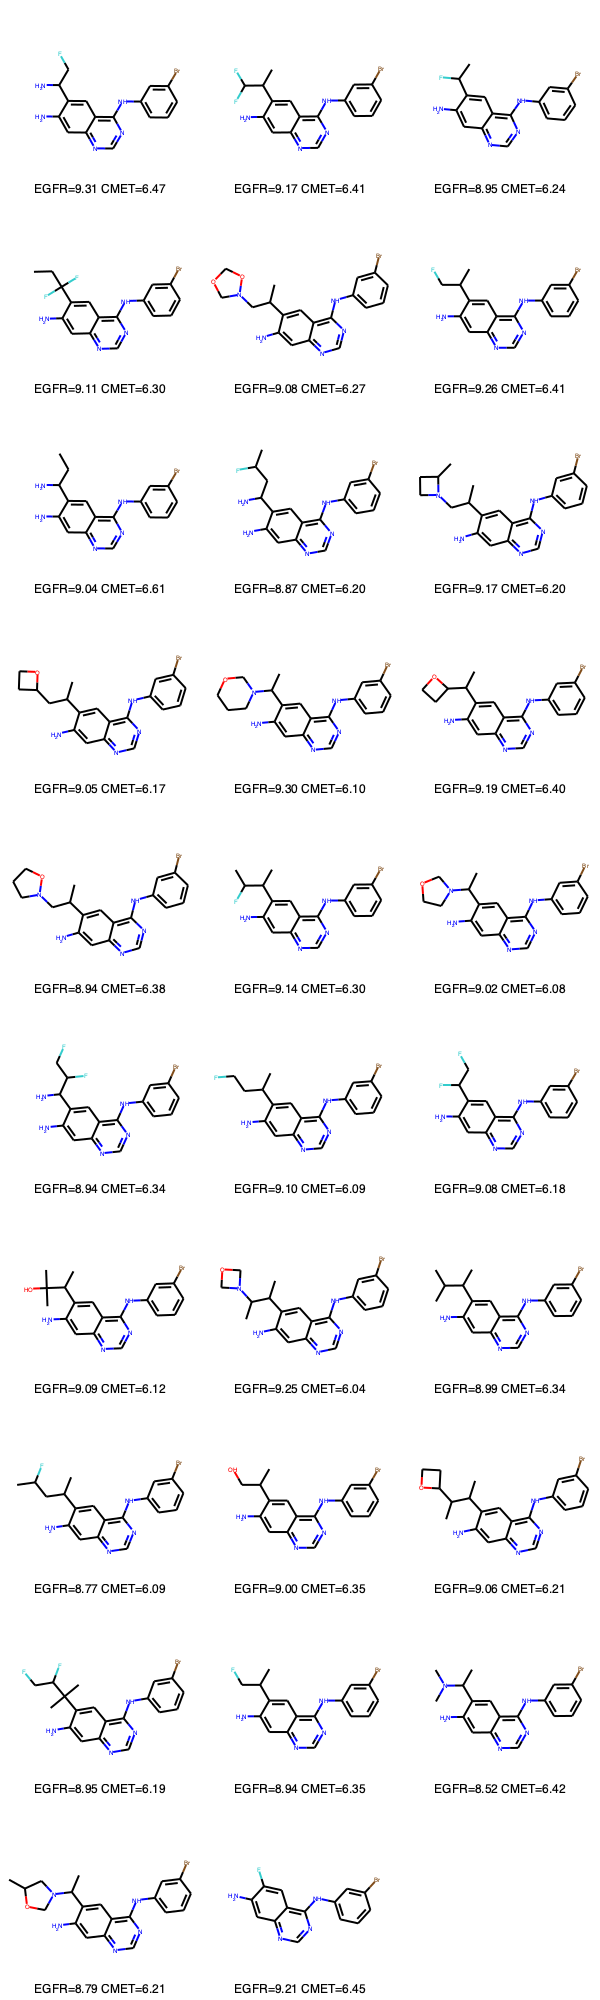 EGFR=9.31 CMET=6.47
EGFR=9.17 CMET=6.41
EGFR=8.95 CMET=6.24
EGFR=9.11 CMET=6.30
EGFR=9.08 CMET=6.27
EGFR=9.26 CMET=6.41
EGFR=9.04 CMET=6.61
EGFR=8.87 CMET=6.20
EGFR=9.17 CMET=6.20
EGFR=9.05 CMET=6.17
EGFR=9.30 CMET=6.10
EGFR=9.19 CMET=6.40
EGFR=8.94 CMET=6.38
EGFR=9.14 CMET=6.30
EGFR=9.02 CMET=6.08
EGFR=8.94 CMET=6.34
EGFR=9.10 CMET=6.09
EGFR=9.08 CMET=6.18
EGFR=9.09 CMET=6.12
EGFR=9.25 CMET=6.04
EGFR=8.99 CMET=6.34
EGFR=8.77 CMET=6.09
EGFR=9.00 CMET=6.35
EGFR=9.06 CMET=6.21
EGFR=8.95 CMET=6.19
EGFR=8.94 CMET=6.35
EGFR=8.52 CMET=6.42
EGFR=8.79 CMET=6.21
EGFR=9.21 CMET=6.45